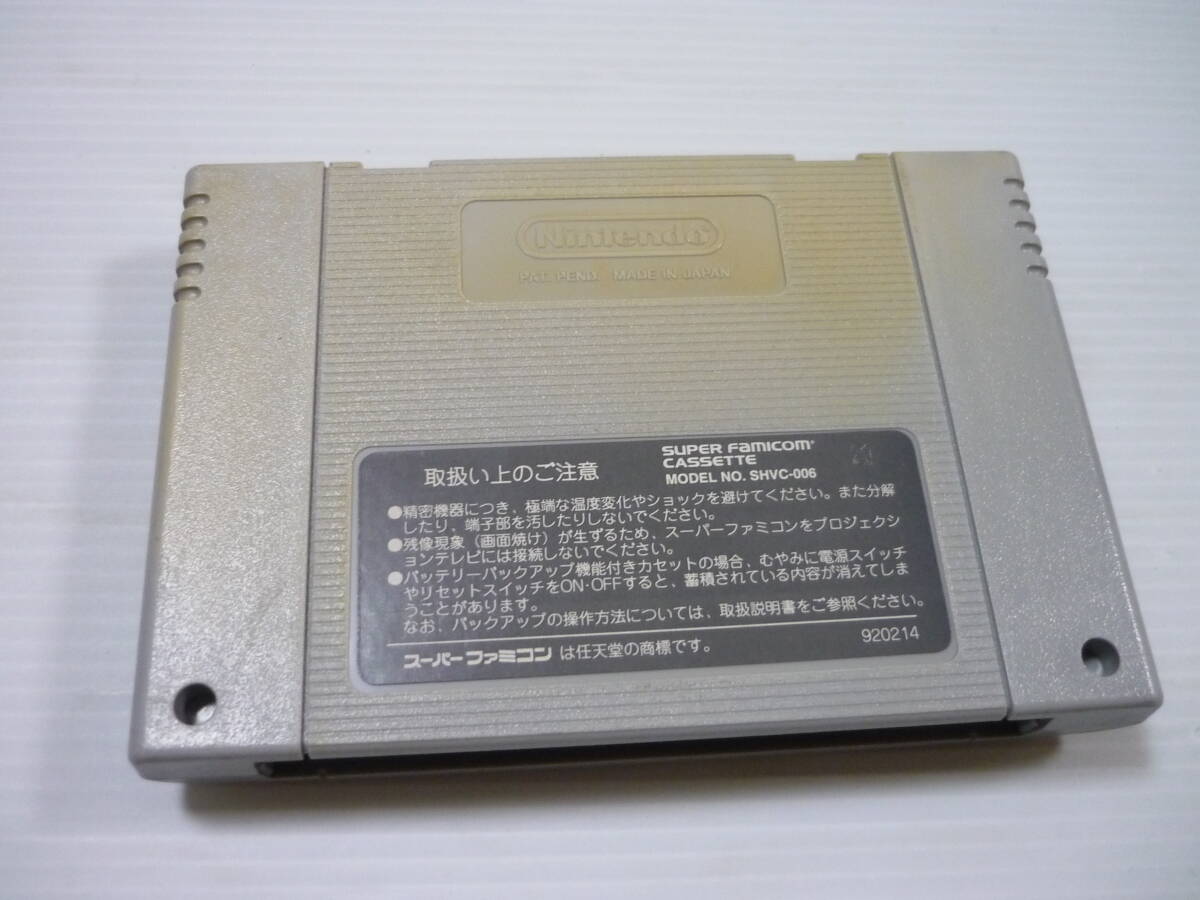 Nintendo
PAT. PEND. MADE IN JAPAN
取扱い上のご注意
SUPER FAMICOM
CASSETTE
MODEL NO. SHVC-006
●精密機器につき、極端な温度変化やショックを避けてください。また分解
したり、端子部を汚したりしないでください。
●残像現象（画面焼け）が生ずるため、スーパーファミコンをプロジェクシ
ョンテレビには接続しないでください。
●バッテリーバックアップ機能付きカセットの場合、むやみに電源スイッチ
やリセットスイッチをON·OFFすると、蓄積されている内容が消えてしま
うことがあります。
なお、バックアップの操作方法については、取扱説明書をご参照ください。
スーパーファミコン は任天堂の商標です。
920214